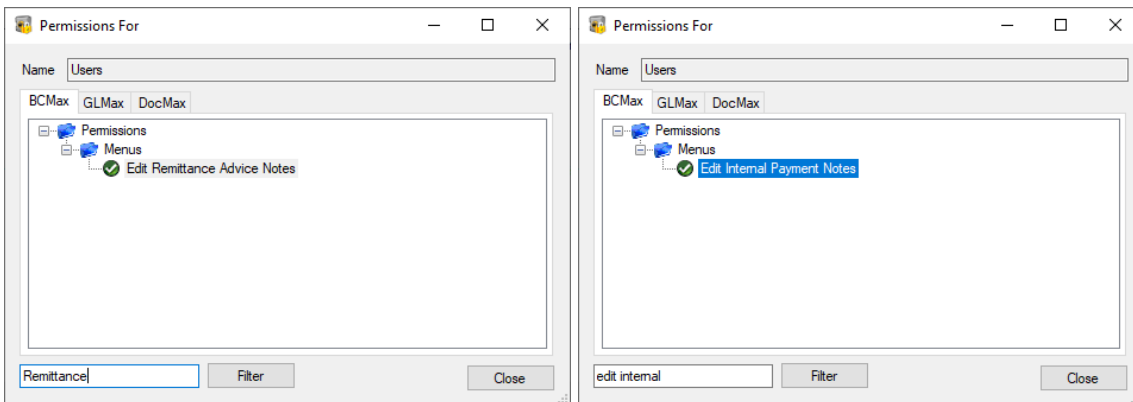 Permissions For
Name Users
BCMax GLMax DocMax
Permissions
Menus
Edit Remittance Advice Notes
Remittance Filter Close
Permissions For
Name Users
BCMax GLMax DocMax
Permissions
Menus
Edit Internal Payment Notes
edit internal Filter Close